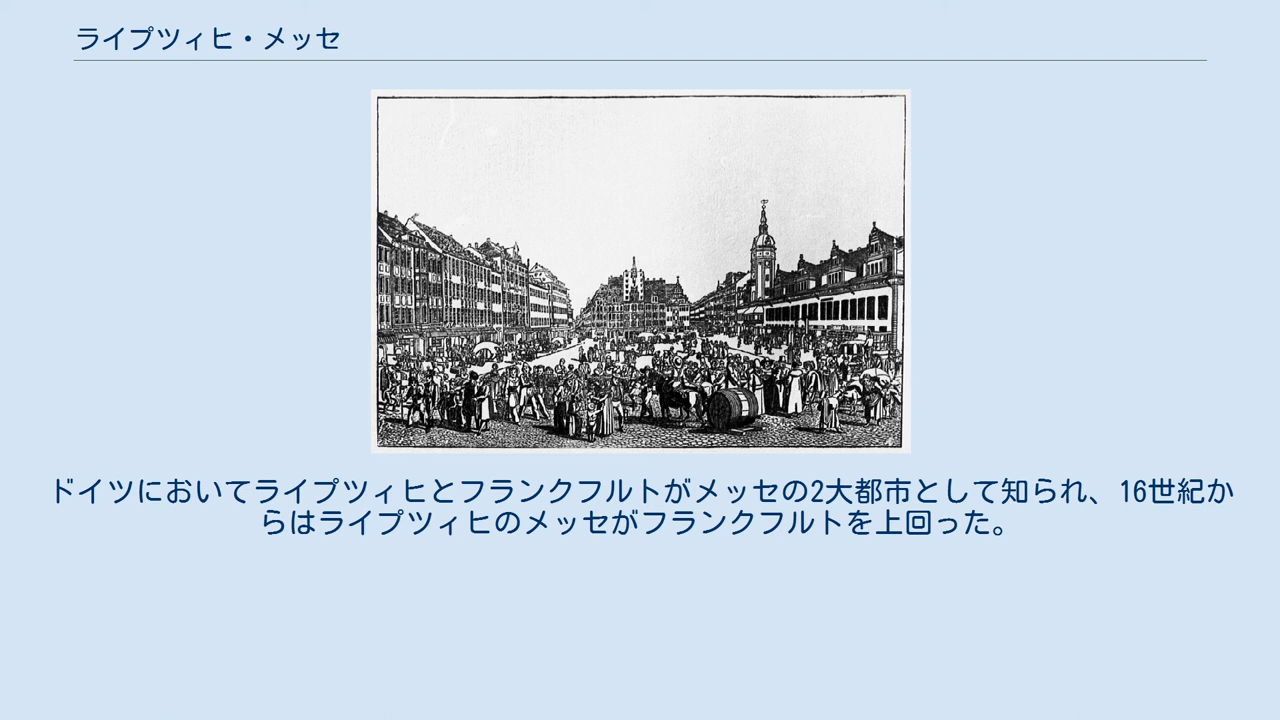 ライプツィヒ・メッセ
ドイツにおいてライプツィヒとフランクフルトがメッセの2大都市として知られ、16世紀か
らはライプツィヒのメッセがフランクフルトを上回った。